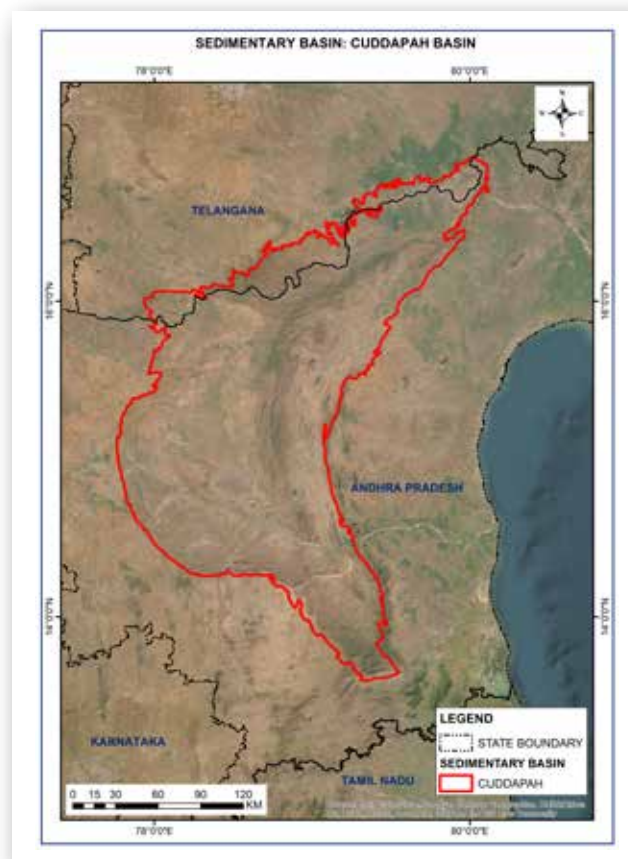 SEDIMENTARY BASIN: CUDDAPAH BASIN
78°0'0"E 80°0'0"E
N
TELANGANA
16°0'0"N 16°0'0"N
ANDHRA PRADESH
14°0'0"N 14°0'0"N
KARNATAKA
TAMIL NADU
LEGEND
STATE BOUNDARY
SEDIMENTARY BASIN
CUDDAPAH
0 15 30 60 90 120
KM
78°0'0"E 80°0'0"E